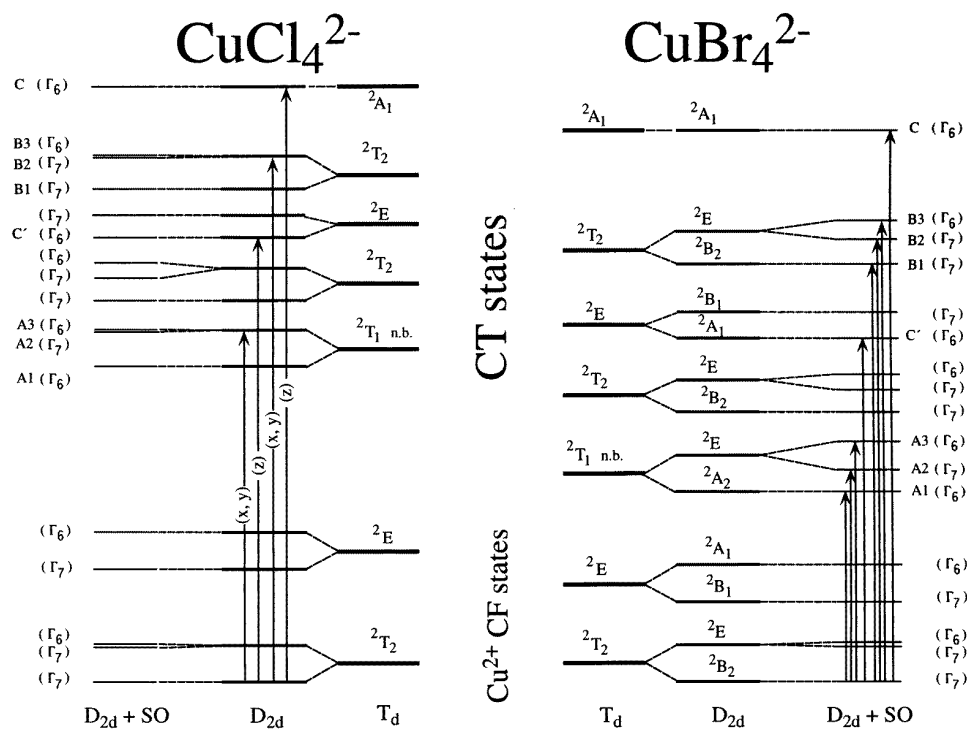 CuCl₄²⁻
CuBr₄²⁻
C (Γ₆)
²A₁
B3 (Γ₆)
B2 (Γ₇)
B1 (Γ₇)
²T₂
(Γ₇)
C′ (Γ₆)
²E
(Γ₆)
(Γ₇)
(Γ₇)
²T₂
A3 (Γ₆)
A2 (Γ₇)
A1 (Γ₆)
²T₁ n.b.
(x, y)
(z)
(x, y)
(z)
(Γ₆)
(Γ₇)
²E
(Γ₆)
(Γ₇)
(Γ₇)
²T₂
D₂d + SO
D₂d
T_d
CT states
Cu²⁺ CF states
²A₁
²A₁
C (Γ₆)
²T₂
²E
²B₂
B3 (Γ₆)
B2 (Γ₇)
B1 (Γ₇)
²E
²B₁
²A₁
(Γ₇)
C′ (Γ₆)
²T₂
²E
²B₂
(Γ₆)
(Γ₇)
(Γ₇)
²T₁ n.b.
²E
²A₂
A3 (Γ₆)
A2 (Γ₇)
A1 (Γ₆)
²E
²A₁
²B₁
(Γ₆)
(Γ₇)
²T₂
²E
²B₂
(Γ₆)
(Γ₇)
(Γ₇)
T_d
D₂d
D₂d + SO